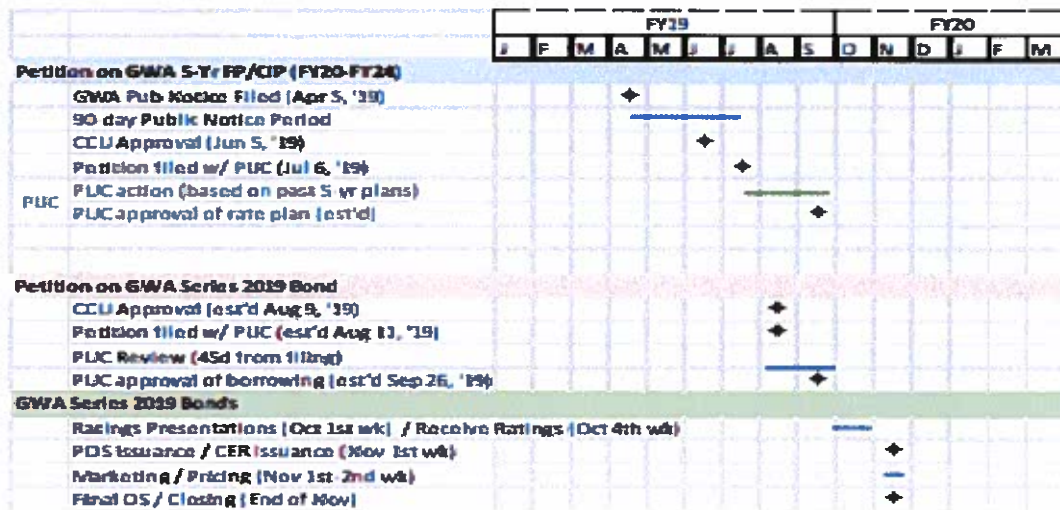 FY19 FY20
J F M A M J J A S O N D J F M
Petition on GWA 5-Yr FP/CIP (FY20-FY24)
GWA Pub Notice Filed (Apr 5, '19)
90 day Public Notice Period
CCU Approval (Jun 5, '19)
Petition filed w/ PUC (Jul 6, '19)
PUC
PUC action (based on past 5 yr plans)
PUC approval of rate plan (est'd)
Petition on GWA Series 2019 Bond
CCU Approval (est'd Aug 9, '19)
Petition filed w/ PUC (est'd Aug 11, '19)
PUC Review (45d from filing)
PUC approval of borrowing (est'd Sep 26, '19)
GWA Series 2019 Bonds
Ratings Presentations (Oct 1st wk) / Receive Ratings (Oct 4th wk)
POS Issuance / CER Issuance (Nov 1st wk)
Marketing / Pricing (Nov 1st-2nd wk)
Final OS / Closing (End of Nov)